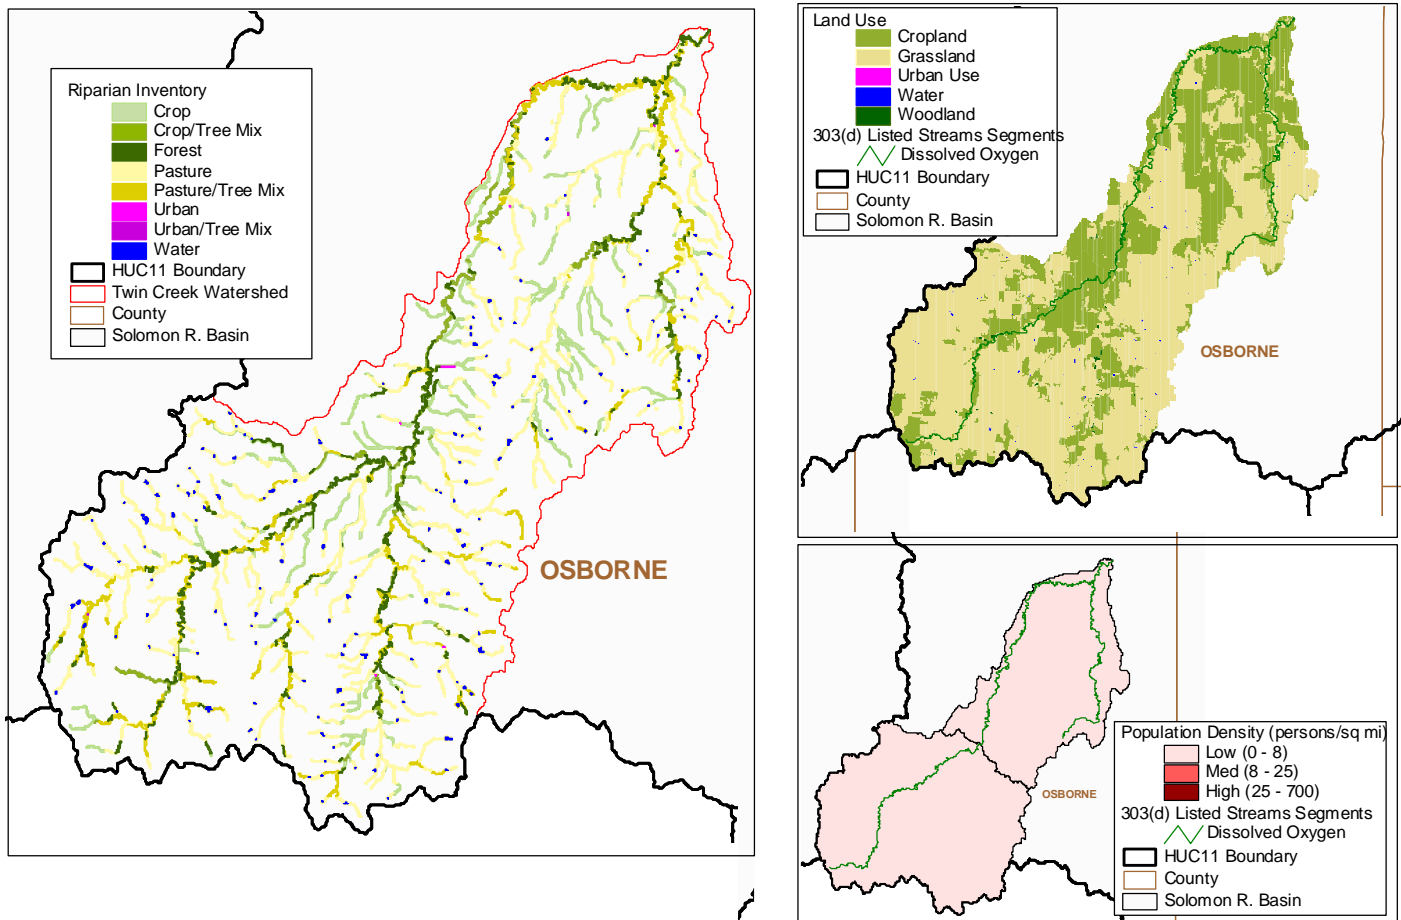 Riparian Inventory
Crop
Crop/Tree Mix
Forest
Pasture
Pasture/Tree Mix
Urban
Urban/Tree Mix
Water
HUC11 Boundary
Twin Creek Watershed
County
Solomon R. Basin
OSBORNE
Land Use
Cropland
Grassland
Urban Use
Water
Woodland
303(d) Listed Streams Segments
Dissolved Oxygen
HUC11 Boundary
County
Solomon R. Basin
OSBORNE
OSBORNE
Population Density (persons/sq mi)
Low (0 - 8)
Med (8 - 25)
High (25 - 700)
303(d) Listed Streams Segments
Dissolved Oxygen
HUC11 Boundary
County
Solomon R. Basin